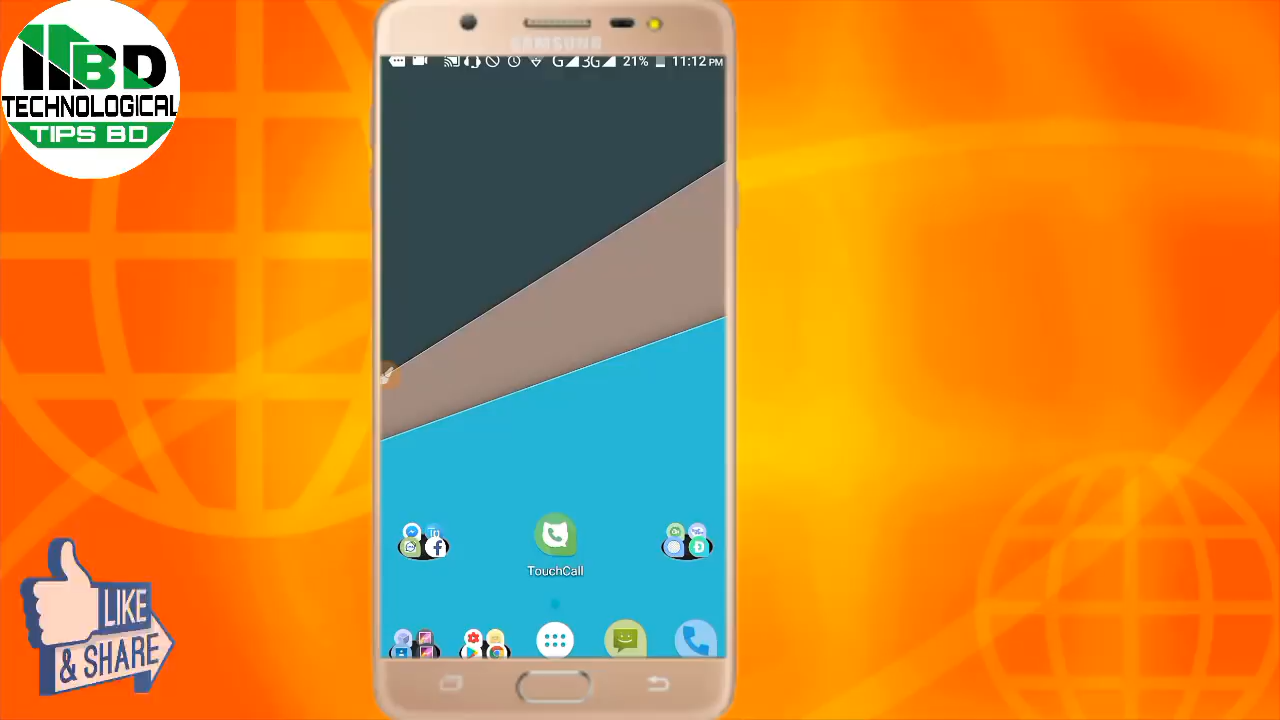 BD
TECHNOLOGICAL
TIPS BD
SAMSUNG
G 3G 21% 11:12 PM
TouchCall
LIKE
& SHARE